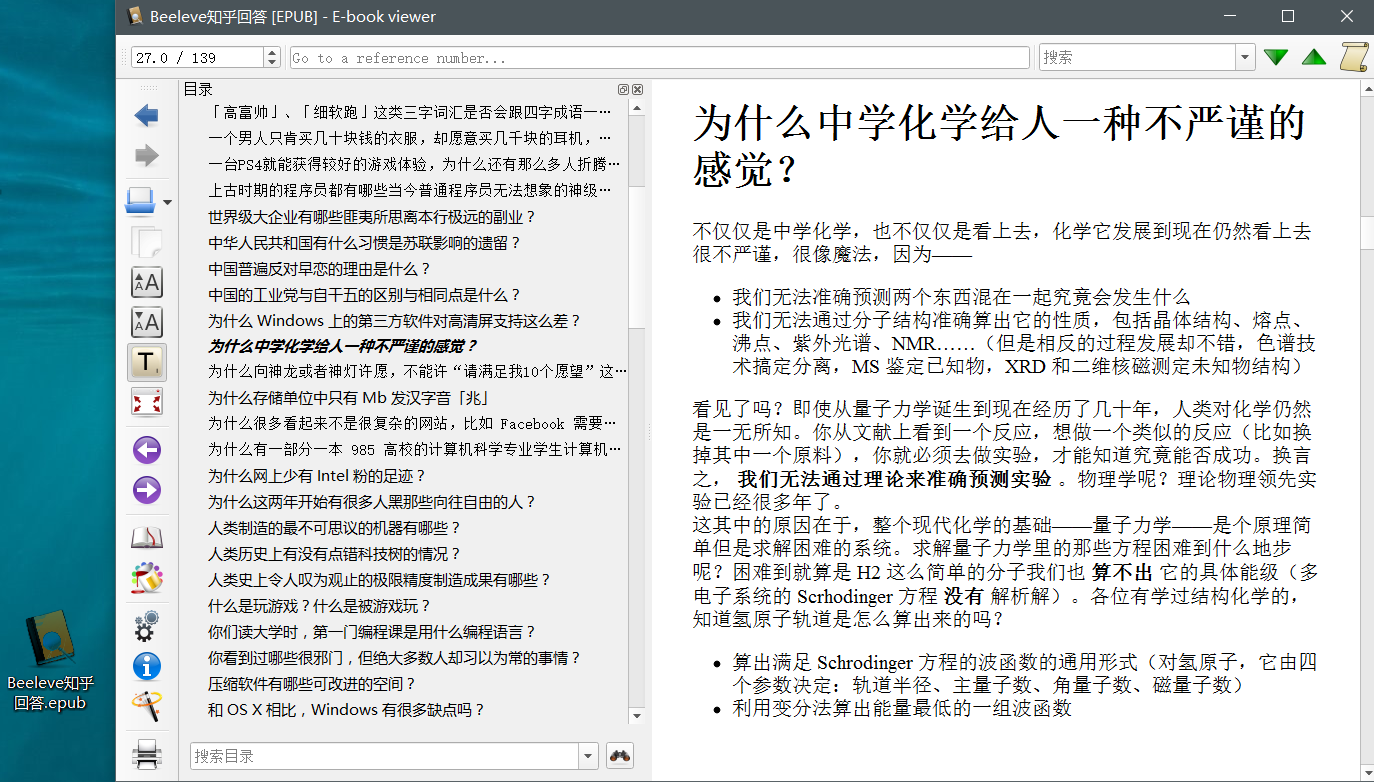 Beeleve知乎回答 [EPUB] - E-book viewer
27.0 / 139
Go to a reference number...
搜索
目录
「高富帅」、「细软跑」这类三字词汇是否会跟四字成语一…
一个男人只肯买几十块钱的衣服，却愿意买几千块的耳机，…
一台PS4就能获得较好的游戏体验，为什么还有那么多人折腾…
上古时期的程序员都有哪些当今普通程序员无法想象的神级…
世界级大企业有哪些匪夷所思离本行极远的副业？
中华人民共和国有什么习惯是苏联影响的遗留？
中国普遍反对早恋的理由是什么？
中国的工业党与自干五的区别与相同点是什么？
为什么 Windows 上的第三方软件对高清屏支持这么差？
为什么中学化学给人一种不严谨的感觉？
为什么向神龙或者神灯许愿，不能许“请满足我10个愿望”这…
为什么存储单位中只有 Mb 发汉字音「兆」
为什么很多看起来不是很复杂的网站，比如 Facebook 需要…
为什么有一部分一本 985 高校的计算机科学专业学生计算机…
为什么网上少有 Intel 粉的足迹？
为什么这两年开始有很多人黑那些向往自由的人？
人类制造的最不可思议的机器有哪些？
人类历史上有没有点错科技树的情况？
人类史上令人叹为观止的极限精度制造成果有哪些？
什么是玩游戏？什么是被游戏玩？
你们读大学时，第一门编程课是用什么编程语言？
你看到过哪些很邪门，但绝大多数人却习以为常的事情？
压缩软件有哪些可改进的空间？
和 OS X 相比，Windows 有很多缺点吗？
搜索目录
为什么中学化学给人一种不严谨的
感觉？
不仅仅是中学化学，也不仅仅是看上去，化学它发展到现在仍然看上去
很不严谨，很像魔法，因为——
• 我们无法准确预测两个东西混在一起究竟会发生什么
• 我们无法通过分子结构准确算出它的性质，包括晶体结构、熔点、
沸点、紫外光谱、NMR……（但是相反的过程发展却不错，色谱技
术搞定分离，MS 鉴定已知物，XRD 和二维核磁测定未知物结构）
看见了吗？即使从量子力学诞生到现在经历了几十年，人类对化学仍然
是一无所知。你从文献上看到一个反应，想做一个类似的反应（比如换
掉其中一个原料），你就必须去做实验，才能知道究竟能否成功。换言
之， 我们无法通过理论来准确预测实验 。物理学呢？理论物理领先实
验已经很多年了。
这其中的原因在于，整个现代化学的基础——量子力学——是个原理简
单但是求解困难的系统。求解量子力学里的那些方程困难到什么地步
呢？困难到就算是 H2 这么简单的分子我们也 算不出 它的具体能级（多
电子系统的 Scrhodinger 方程 没有 解析解）。各位有学过结构化学的，
知道氢原子轨道是怎么算出来的吗？
• 算出满足 Schrodinger 方程的波函数的通用形式（对氢原子，它由四
个参数决定：轨道半径、主量子数、角量子数、磁量子数）
• 利用变分法算出能量最低的一组波函数
Beeleve知乎
回答.epub